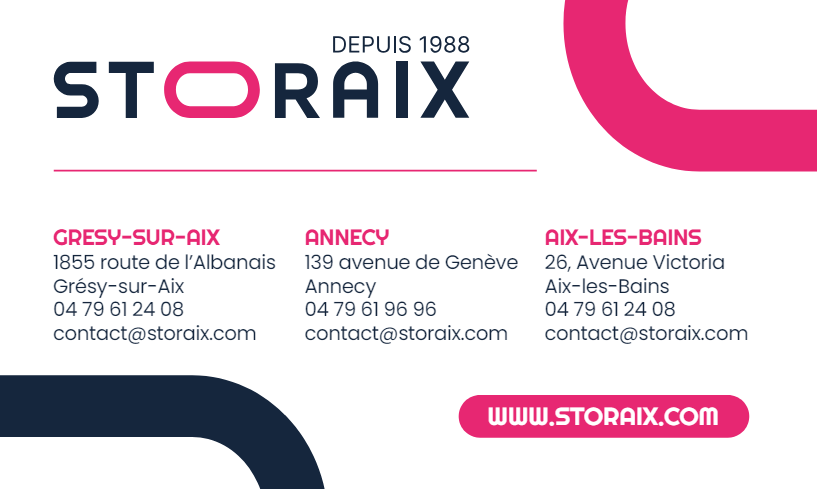 DEPUIS 1988
STORAIX
GRESY-SUR-AIX
1855 route de l’Albanais
Grésy-sur-Aix
04 79 61 24 08
contact@storaix.com
ANNECY
139 avenue de Genève
Annecy
04 79 61 96 96
contact@storaix.com
AIX-LES-BAINS
26, Avenue Victoria
Aix-les-Bains
04 79 61 24 08
contact@storaix.com
WWW.STORAIX.COM